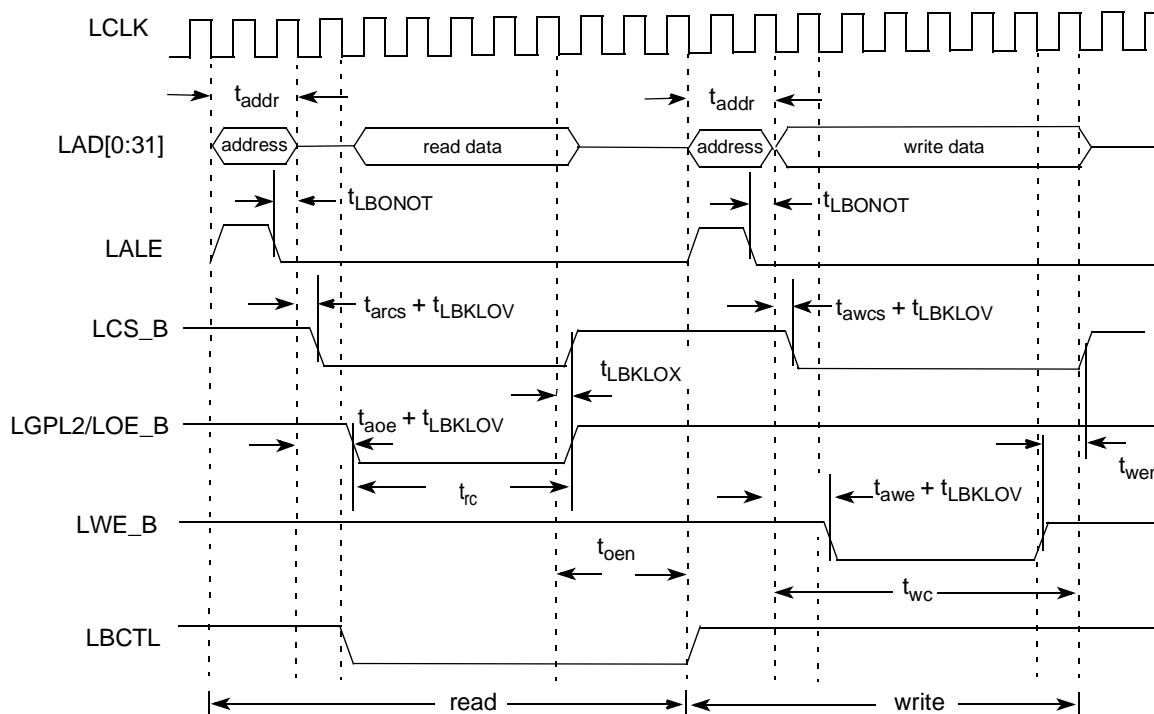 LCLK
t_addr t_addr
LAD[0:31] address read data address write data
t_LBONOT t_LBONOT
LALE
t_arcs + t_LBKLOV t_awcs + t_LBKLOV
LCS_B
t_LBKLOX
LGPL2/LOE_B t_aoe + t_LBKLOV
t_wen
t_rc t_awe + t_LBKLOV
LWE_B
t_oen
t_wc
LBCTL
read write